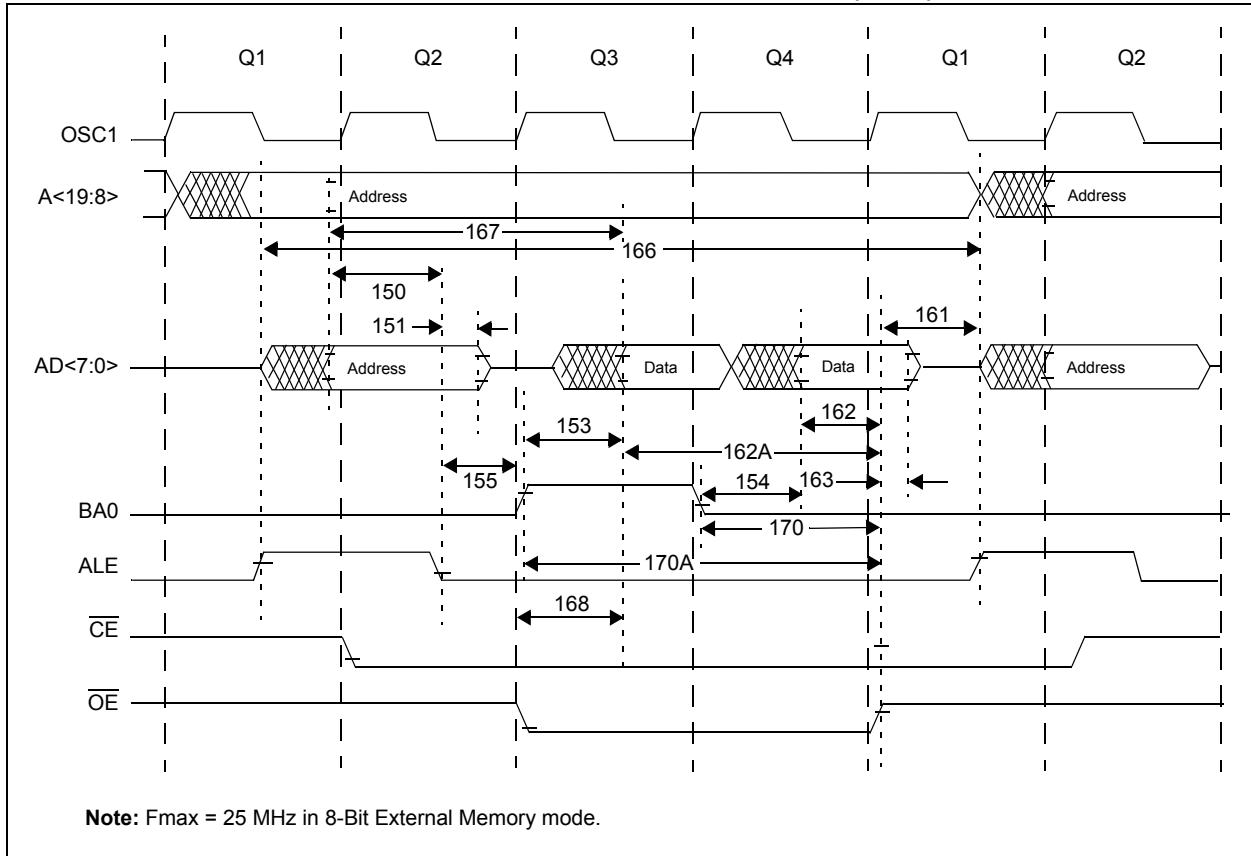 Q1 Q2 Q3 Q4 Q1 Q2
OSC1
A<19:8>
Address
Address
167
166
150
151
161
AD<7:0>
Address
Data
Data
Address
162
153
162A
155
154
163
BA0
170
ALE
170A
168
CE
OE
Note: Fmax = 25 MHz in 8-Bit External Memory mode.